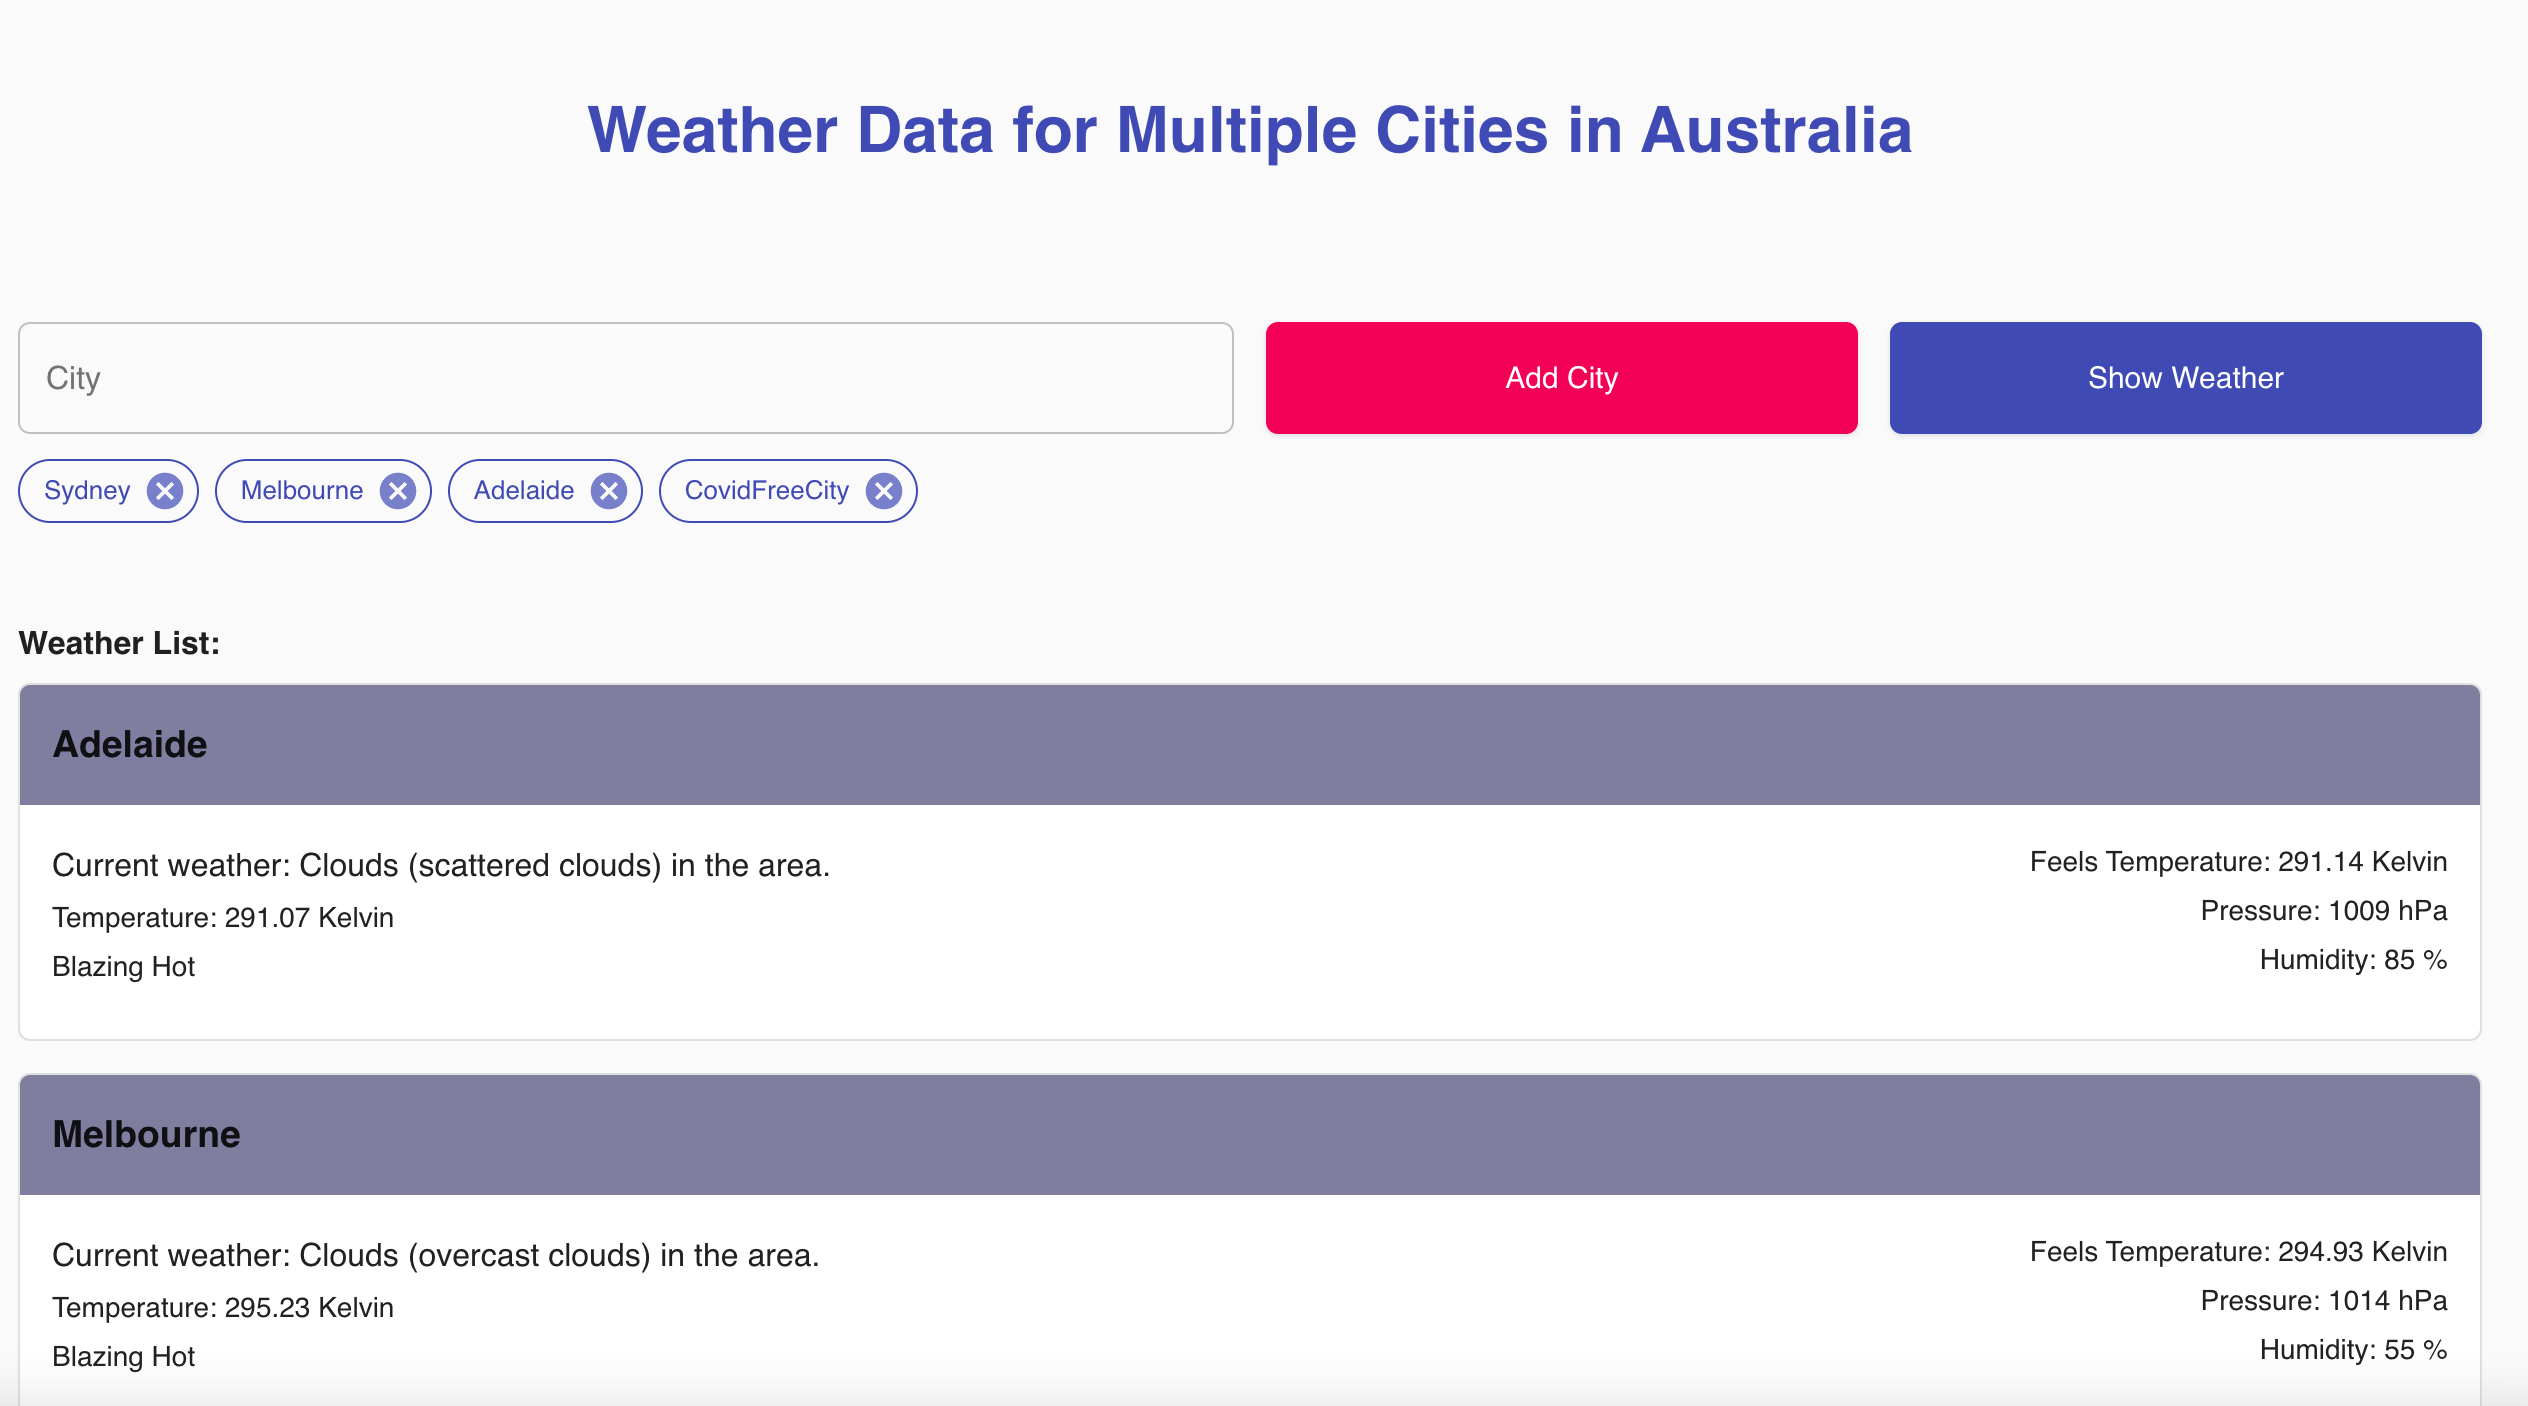 Weather Data for Multiple Cities in Australia
City
Add City
Show Weather
Sydney
Melbourne
Adelaide
CovidFreeCity
Weather List:
Adelaide
Current weather: Clouds (scattered clouds) in the area.
Temperature: 291.07 Kelvin
Blazing Hot
Feels Temperature: 291.14 Kelvin
Pressure: 1009 hPa
Humidity: 85 %
Melbourne
Current weather: Clouds (overcast clouds) in the area.
Temperature: 295.23 Kelvin
Blazing Hot
Feels Temperature: 294.93 Kelvin
Pressure: 1014 hPa
Humidity: 55 %